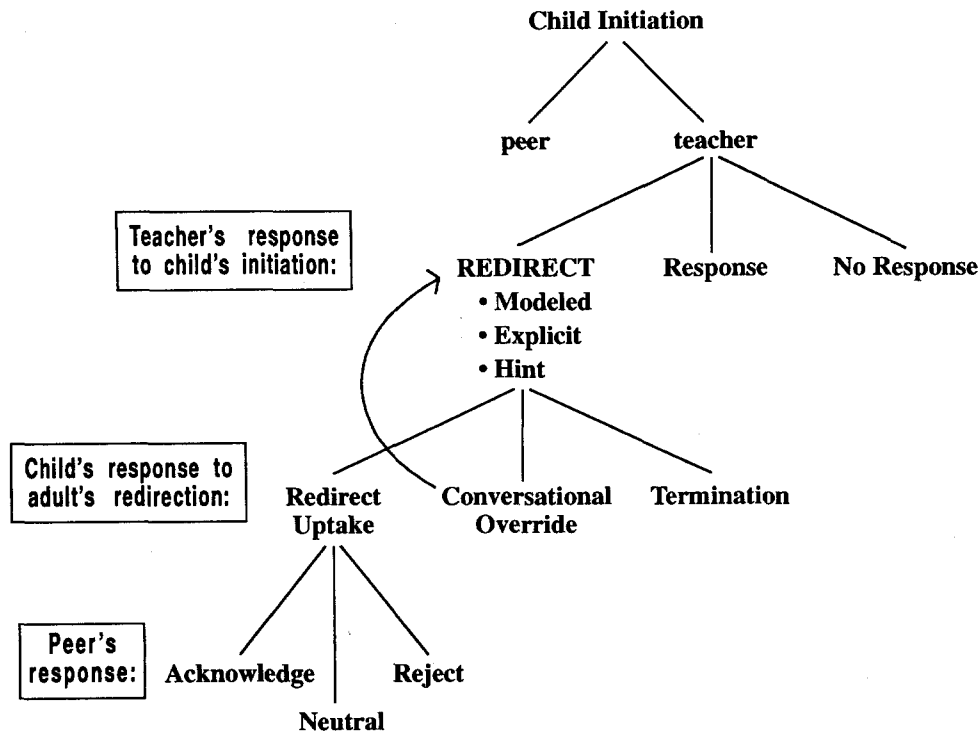 Child Initiation
peer
teacher
Teacher's response
to child's initiation:
REDIRECT
• Modeled
• Explicit
• Hint
Response
No Response
Child's response to
adult's redirection:
Redirect
Uptake
Conversational
Override
Termination
Peer's
response:
Acknowledge
Neutral
Reject